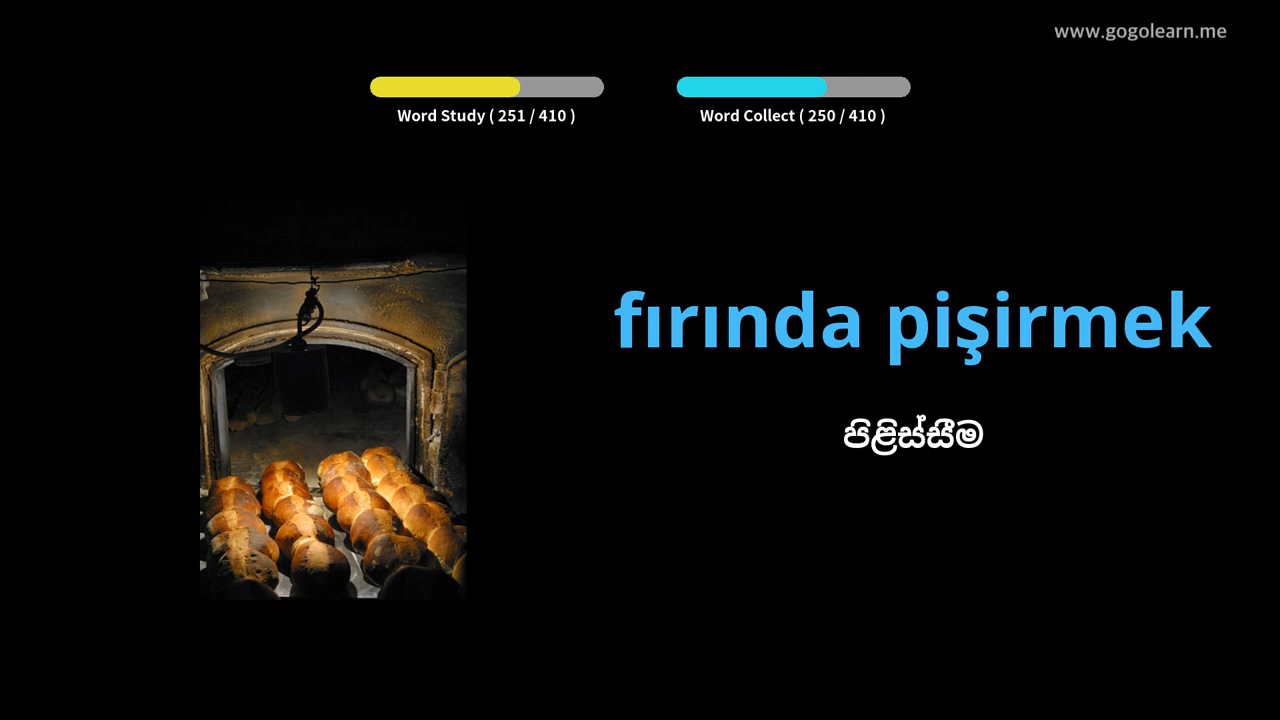 www.gogolearn.me
Word Study ( 251 / 410 )
Word Collect ( 250 / 410 )
fırında pişirmek
පිළිස්සීම